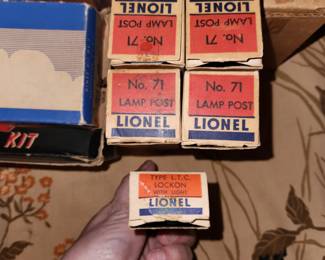 LIONEL
LAMP POST
No. 71
LIONEL
LAMP POST
No. 71
No. 71
LAMP POST
LIONEL
No. 71
LAMP POST
LIONEL
KIT
TYPE L.T.C.
LOCKON
WITH LIGHT
LIONEL